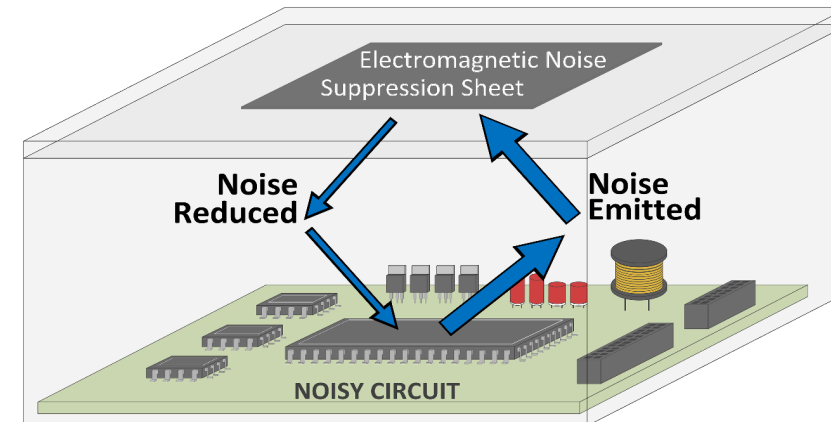 Electromagnetic Noise
Suppression Sheet
Noise
Reduced
Noise
Emitted
NOISY CIRCUIT